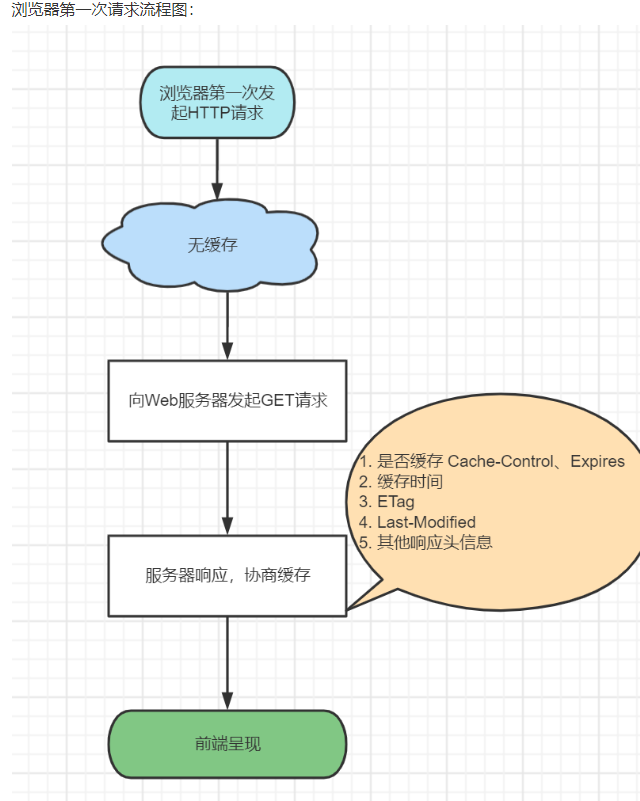 浏览器第一次请求流程图：
浏览器第一次发
起HTTP请求
无缓存
向Web服务器发起GET请求
1. 是否缓存 Cache-Control、Expires
2. 缓存时间
3. ETag
4. Last-Modified
5. 其他响应头信息
服务器响应，协商缓存
前端呈现